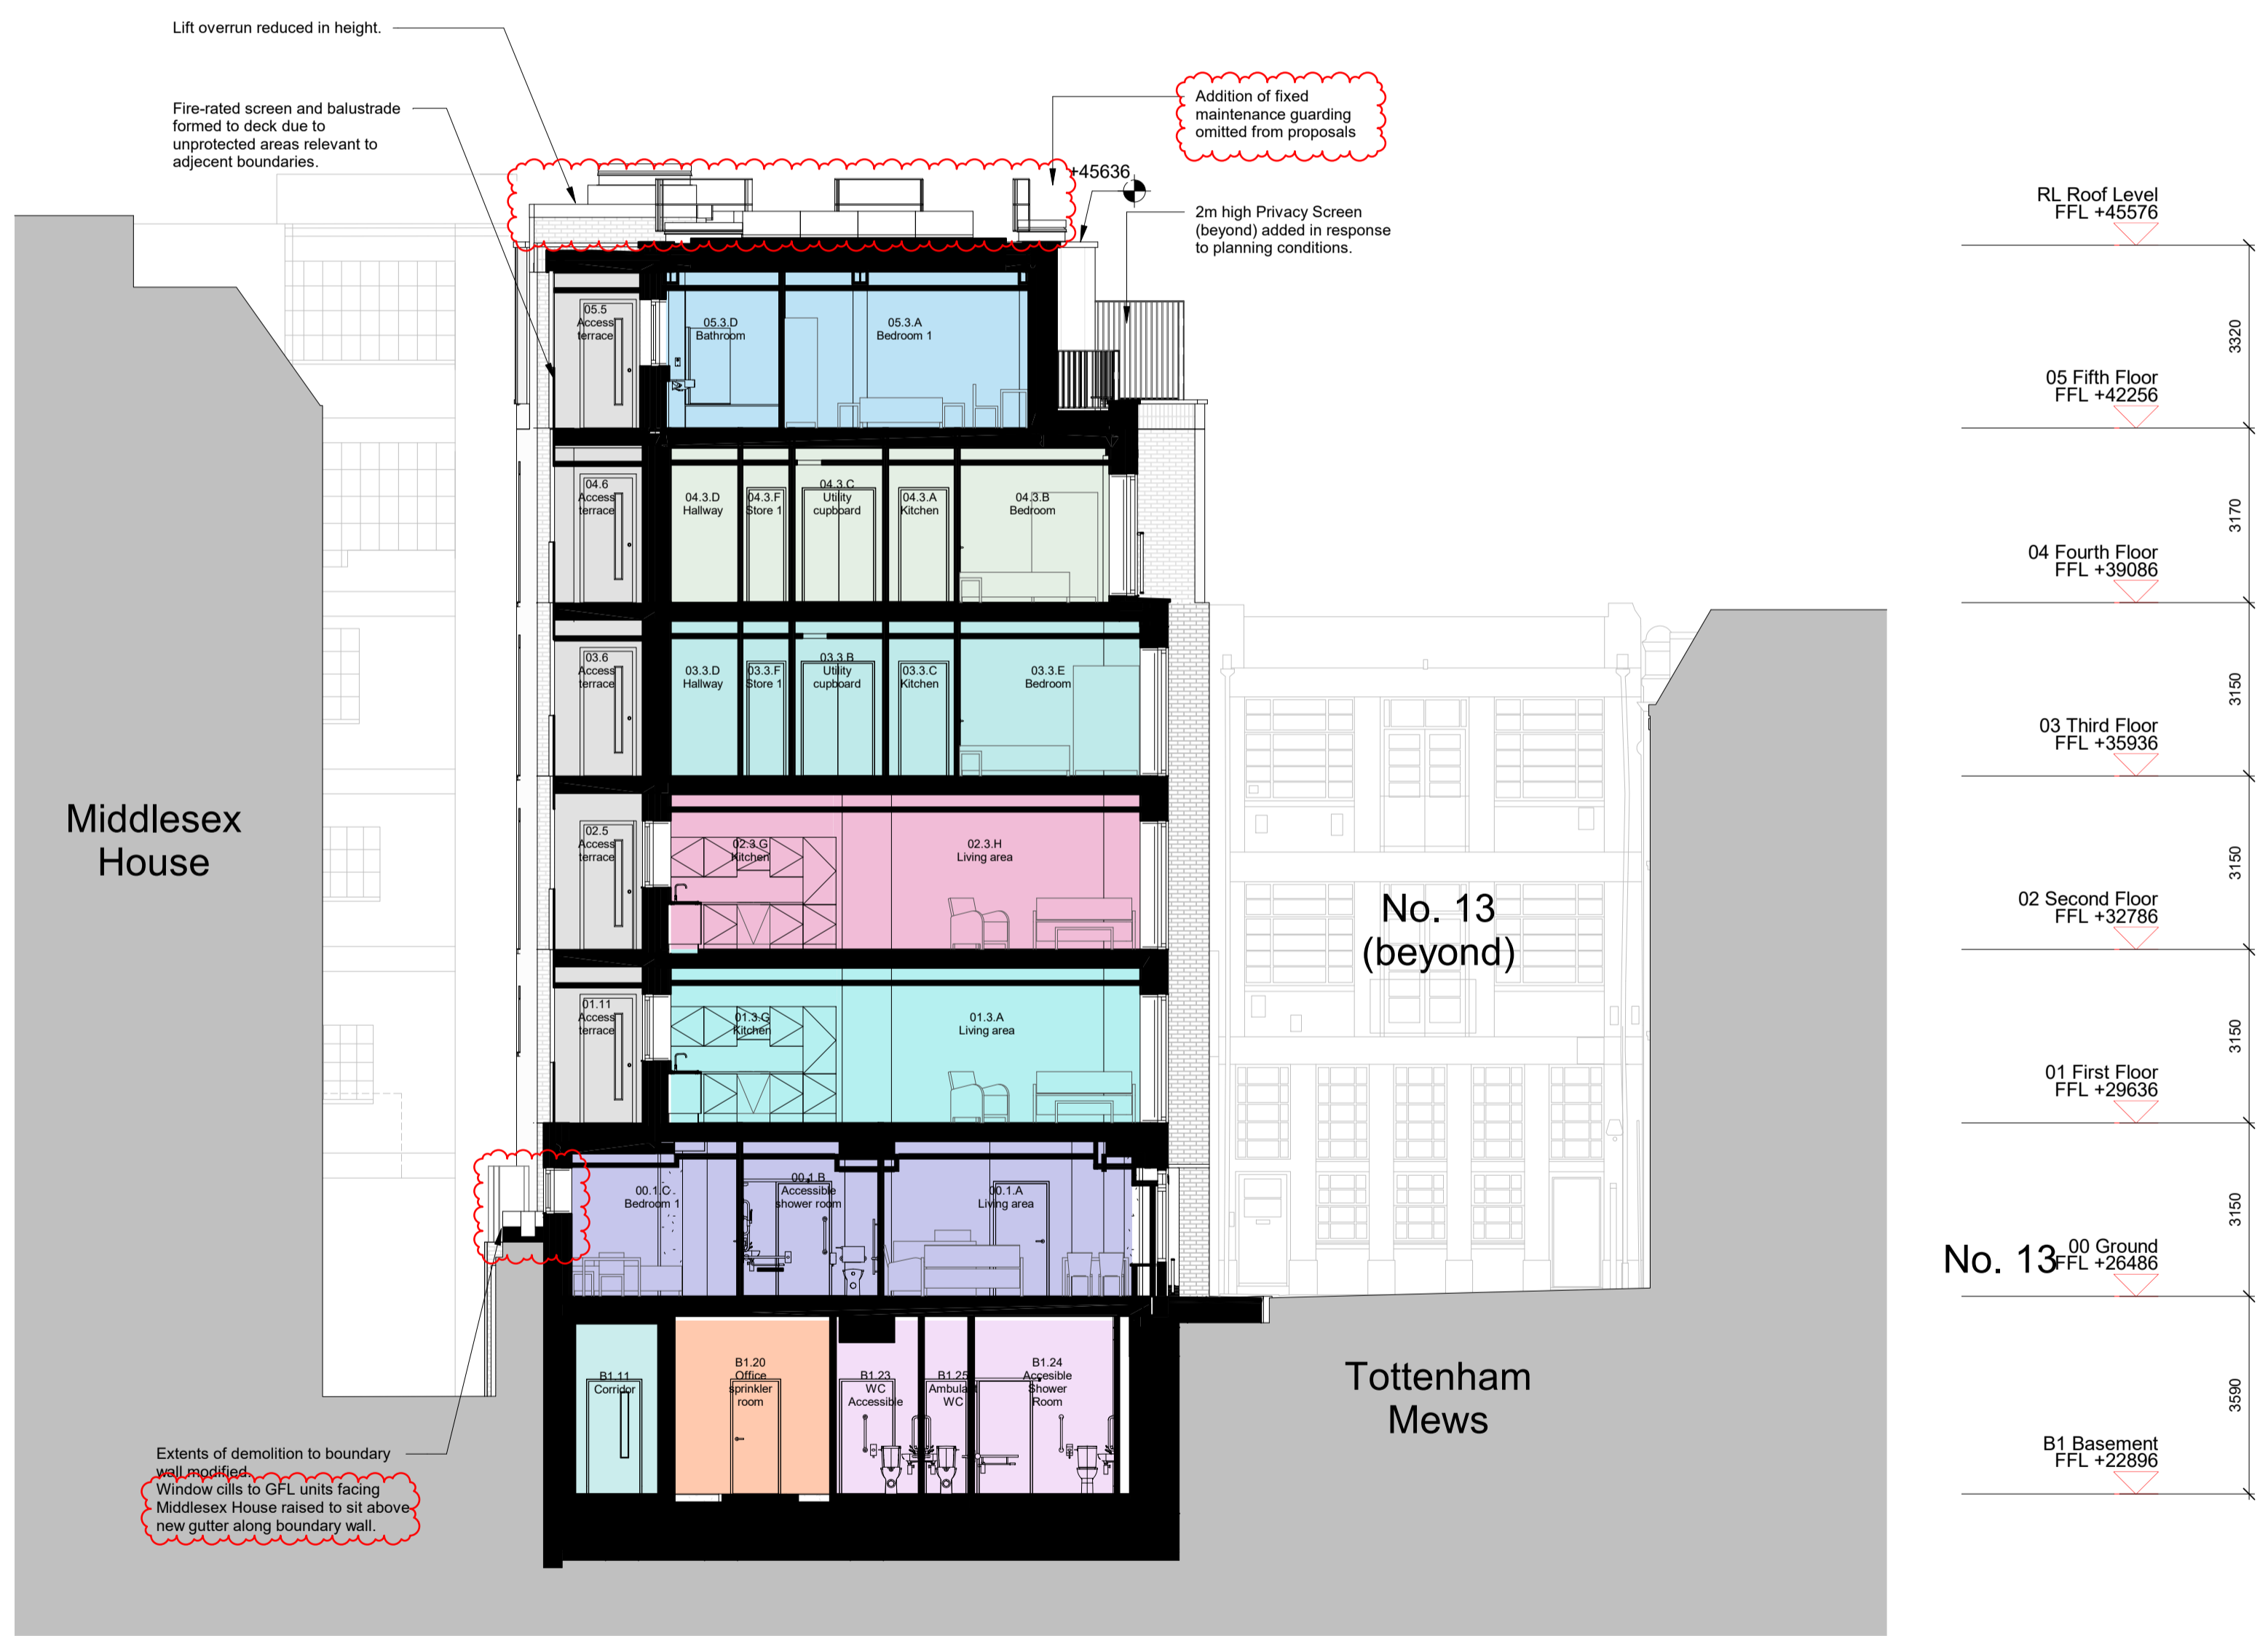 Lift overrun reduced in height.
Fire-rated screen and balustrade
formed to deck due to
unprotected areas relevant to
adjecent boundaries.
Addition of fixed
maintenance guarding
omitted from proposals
+45636
2m high Privacy Screen
(beyond) added in response
to planning conditions.
RL Roof Level
FFL +45576
3320
05 Fifth Floor
FFL +42256
3170
04 Fourth Floor
FFL +39086
3150
03 Third Floor
FFL +35936
3150
02 Second Floor
FFL +32786
3150
01 First Floor
FFL +29636
3150
No. 13
00 Ground
FFL +26486
3590
B1 Basement
FFL +22896
05.5
Access
terrace
05.3.D
Bathroom
05.3.A
Bedroom 1
04.6
Access
terrace
04.3.D
Hallway
04.3.F
Store 1
04.3.C
Utility
cupboard
04.3.A
Kitchen
04.3.B
Bedroom
03.6
Access
terrace
03.3.D
Hallway
03.3.F
Store 1
03.3.B
Utility
cupboard
03.3.C
Kitchen
03.3.E
Bedroom
02.5
Access
terrace
02.3.G
Kitchen
02.3.H
Living area
01.11
Access
terrace
01.3.G
Kitchen
01.3.A
Living area
00.1.C
Bedroom 1
00.1.B
Accessible
shower room
00.1.A
Living area
B1.11
Corridor
B1.20
Office
sprinkler
room
B1.23
WC
Accessible
B1.25
Ambulant
WC
B1.24
Accesible
Shower
Room
Middlesex
House
No. 13
(beyond)
Tottenham
Mews
Extents of demolition to boundary
wall modified.
Window cills to GFL units facing
Middlesex House raised to sit above
new gutter along boundary wall.